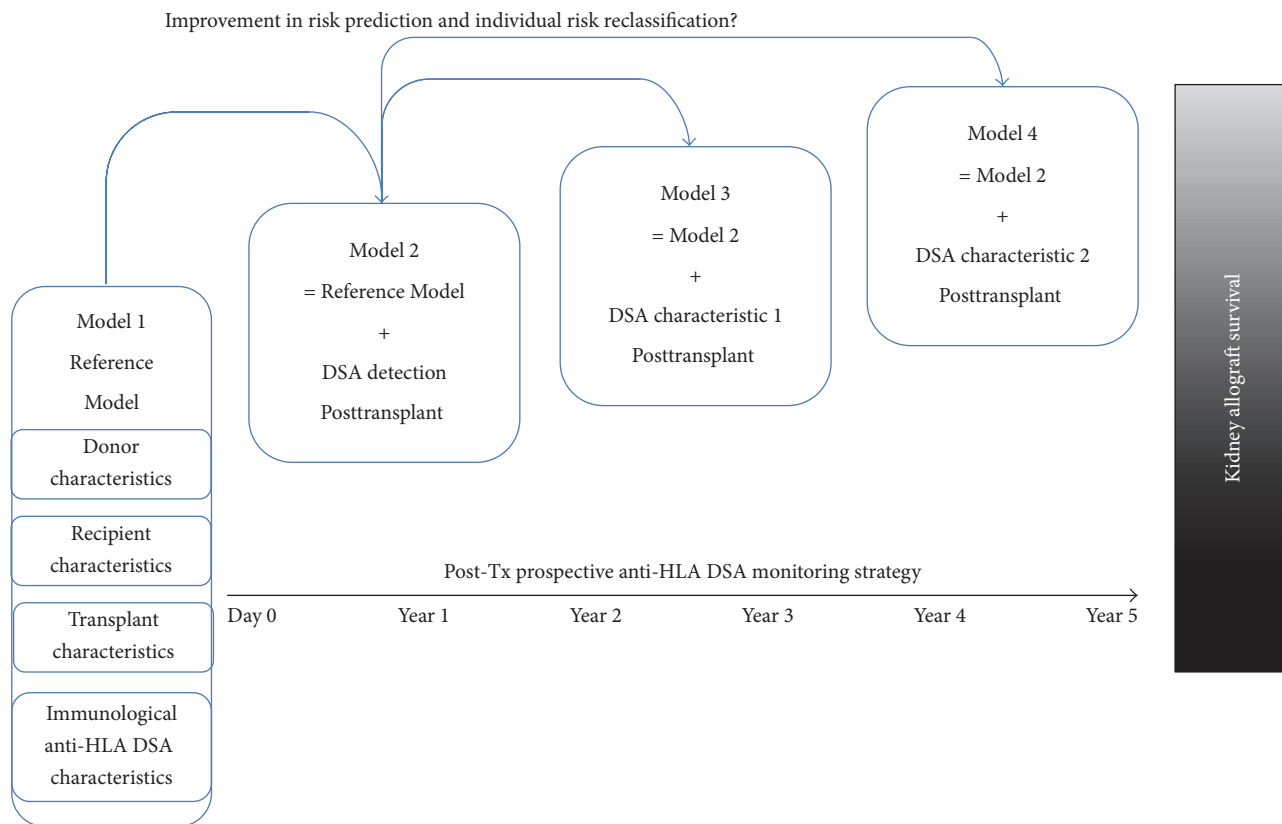 Improvement in risk prediction and individual risk reclassification?
Model 1
Reference
Model
Donor
characteristics
Recipient
characteristics
Transplant
characteristics
Immunological
anti-HLA DSA
characteristics
Model 2
= Reference Model
+
DSA detection
Posttransplant
Model 3
= Model 2
+
DSA characteristic 1
Posttransplant
Model 4
= Model 2
+
DSA characteristic 2
Posttransplant
Post-Tx prospective anti-HLA DSA monitoring strategy
Day 0 Year 1 Year 2 Year 3 Year 4 Year 5
Kidney allograft survival